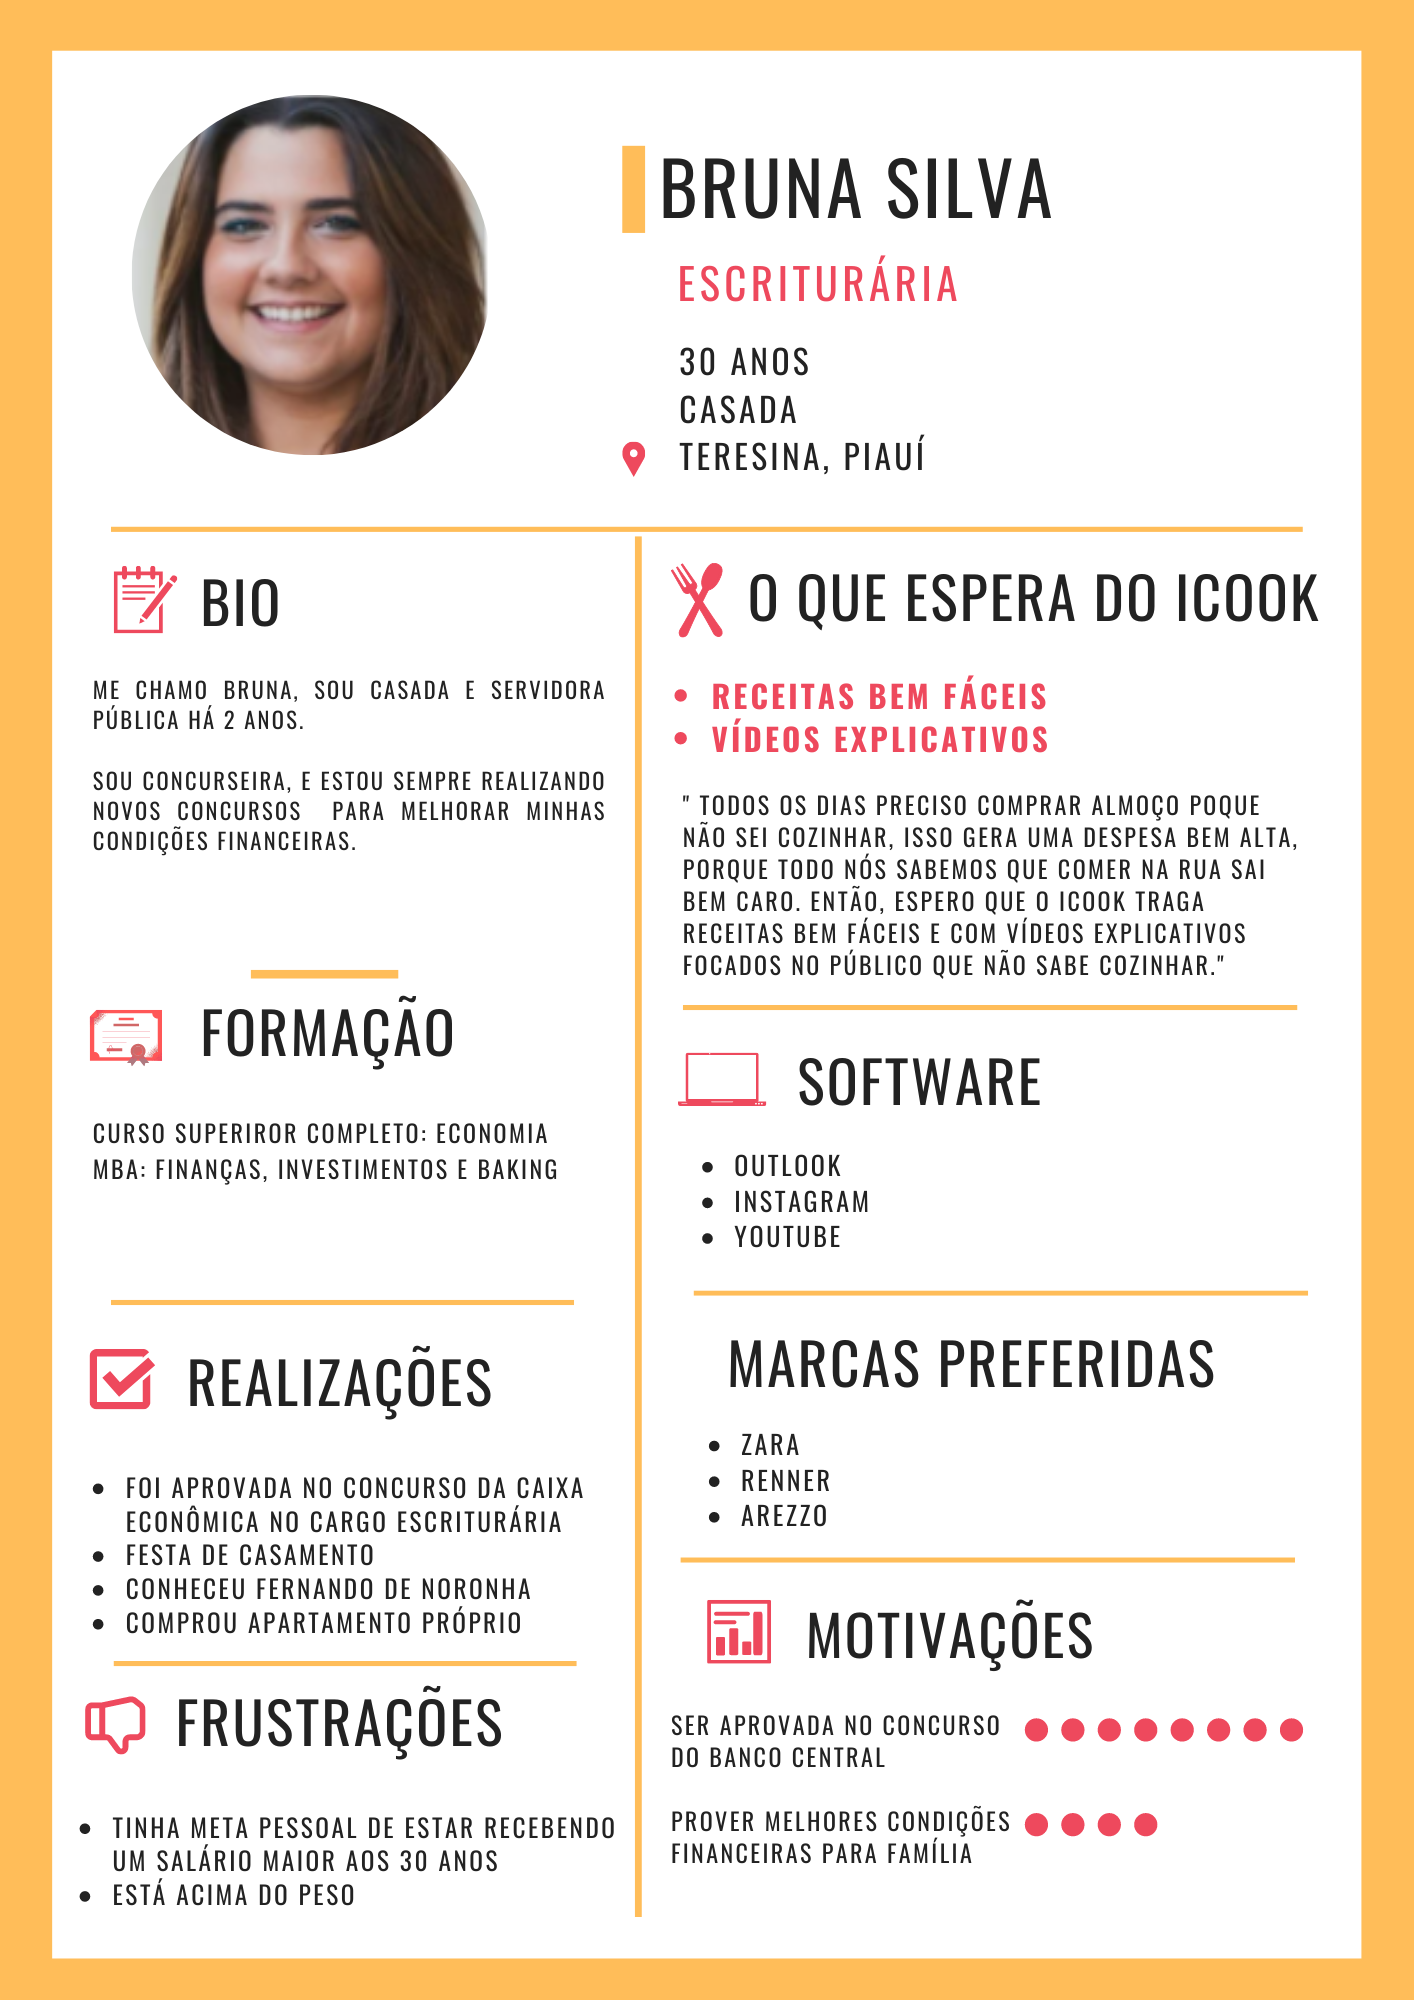 BRUNA SILVA
ESCRITURÁRIA
30 ANOS
CASADA
TERESINA, PIAUÍ
BIO
ME CHAMO BRUNA, SOU CASADA E SERVIDORA
PÚBLICA HÁ 2 ANOS.
SOU CONCURSEIRA, E ESTOU SEMPRE REALIZANDO
NOVOS CONCURSOS PARA MELHORAR MINHAS
CONDIÇÕES FINANCEIRAS.
FORMAÇÃO
CURSO SUPERIROR COMPLETO: ECONOMIA
MBA: FINANÇAS, INVESTIMENTOS E BAKING
REALIZAÇÕES
• FOI APROVADA NO CONCURSO DA CAIXA
ECONÔMICA NO CARGO ESCRITURÁRIA
• FESTA DE CASAMENTO
• CONHECEU FERNANDO DE NORONHA
• COMPROU APARTAMENTO PRÓPRIO
FRUSTRAÇÕES
• TINHA META PESSOAL DE ESTAR RECEBENDO
UM SALÁRIO MAIOR AOS 30 ANOS
• ESTÁ ACIMA DO PESO
O QUE ESPERA DO ICOOK
• RECEITAS BEM FÁCEIS
• VÍDEOS EXPLICATIVOS
" TODOS OS DIAS PRECISO COMPRAR ALMOÇO POQUE
NÃO SEI COZINHAR, ISSO GERA UMA DESPESA BEM ALTA,
PORQUE TODO NÓS SABEMOS QUE COMER NA RUA SAI
BEM CARO. ENTÃO, ESPERO QUE O ICOOK TRAGA
RECEITAS BEM FÁCEIS E COM VÍDEOS EXPLICATIVOS
FOCADOS NO PÚBLICO QUE NÃO SABE COZINHAR."
SOFTWARE
• OUTLOOK
• INSTAGRAM
• YOUTUBE
MARCAS PREFERIDAS
• ZARA
• RENNER
• AREZZO
MOTIVAÇÕES
SER APROVADA NO CONCURSO
DO BANCO CENTRAL
PROVER MELHORES CONDIÇÕES
FINANCEIRAS PARA FAMÍLIA